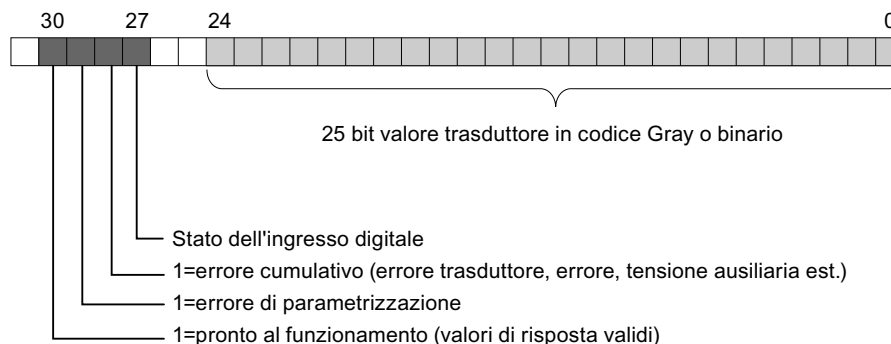 30 27 24 0
25 bit valore trasduttore in codice Gray o binario
Stato dell'ingresso digitale
1=errore cumulativo (errore trasduttore, errore, tensione ausiliaria est.)
1=errore di parametrizzazione
1=pronto al funzionamento (valori di risposta validi)